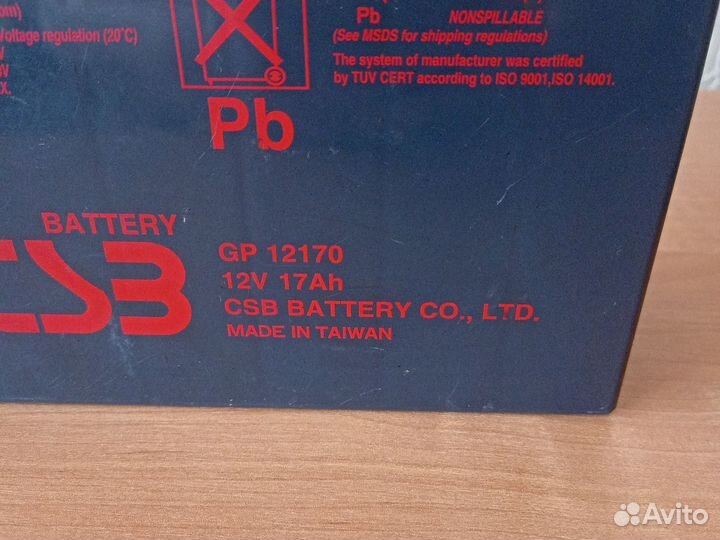 oltage regulation (20°C)
Pb
NONSPILLABLE
(See MSDS for shipping regulations)
The system of manufacturer was certified
by TUV CERT according to ISO 9001,ISO 14001.
Pb
BATTERY
CSB
GP 12170
12V 17Ah
CSB BATTERY CO., LTD.
MADE IN TAIWAN
Avito